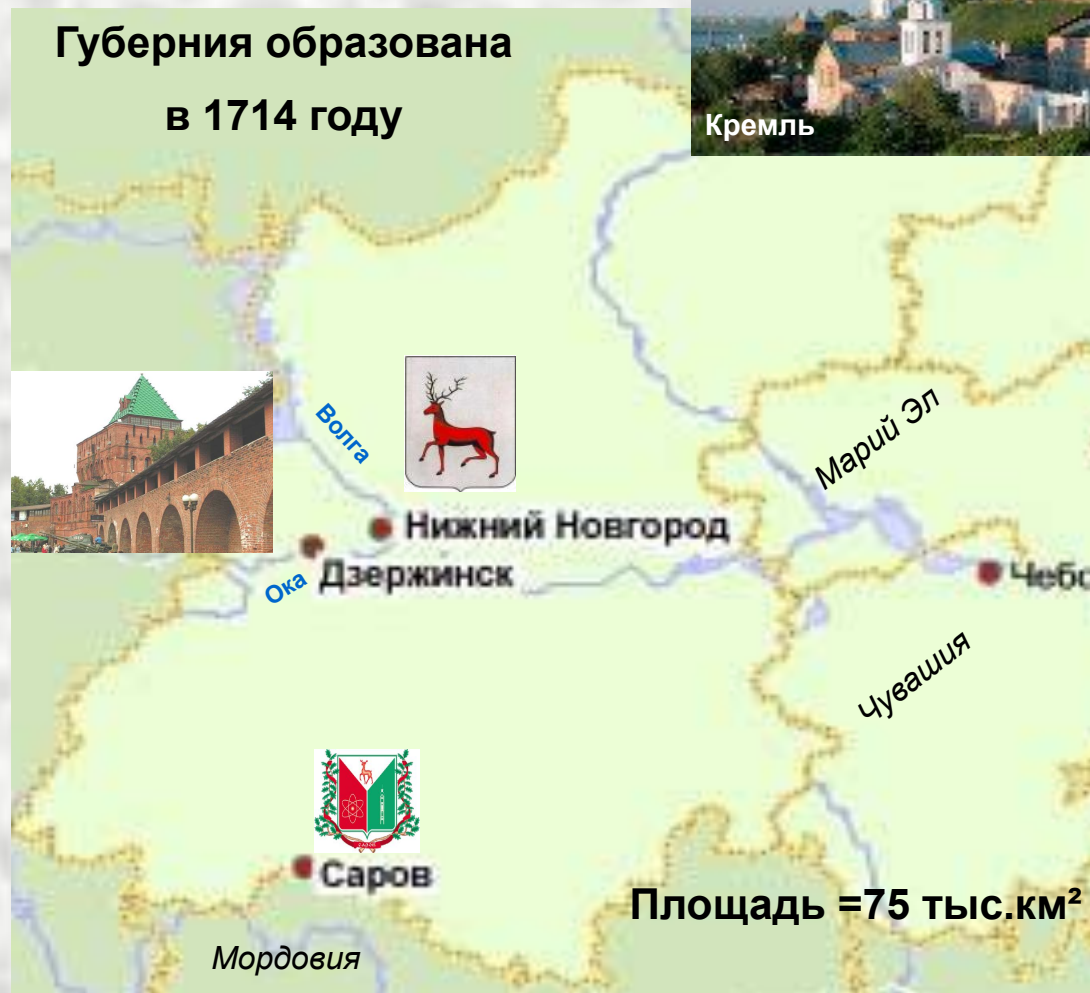 Губерния образована
в 1714 году
Кремль
Волга
Марий Эл
Нижний Новгород
Ока
Дзержинск
Чувашия
Саров
Площадь =75 тыс.км²
Мордовия